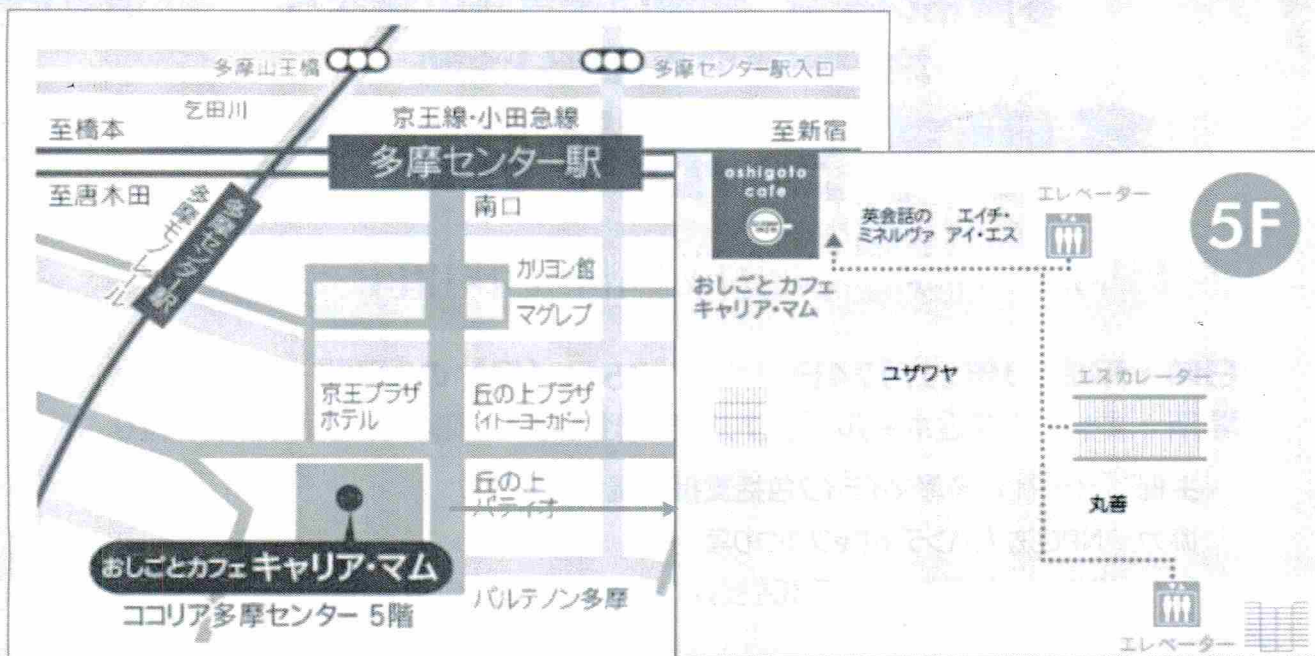 多摩山王橋
多摩センター駅入口
乞田川
京王線・小田急線
至橋本
至新宿
多摩センター駅
至唐木田
南口
多摩センター駅
多摩モノレール
カリヨン館
マグレブ
京王プラザ
ホテル
丘の上プラザ
(イトーヨーカドー)
丘の上
パティオ
おしごとカフェ キャリア・マム
ココリア多摩センター 5階
パルテノン多摩
oshigoto
cafe
おしごとカフェ
キャリア・マム
英会話の
ミネルヴァ
エイチ・
アイ・エス
エレベーター
5F
ユザワヤ
エスカレーター
丸善
エレベーター